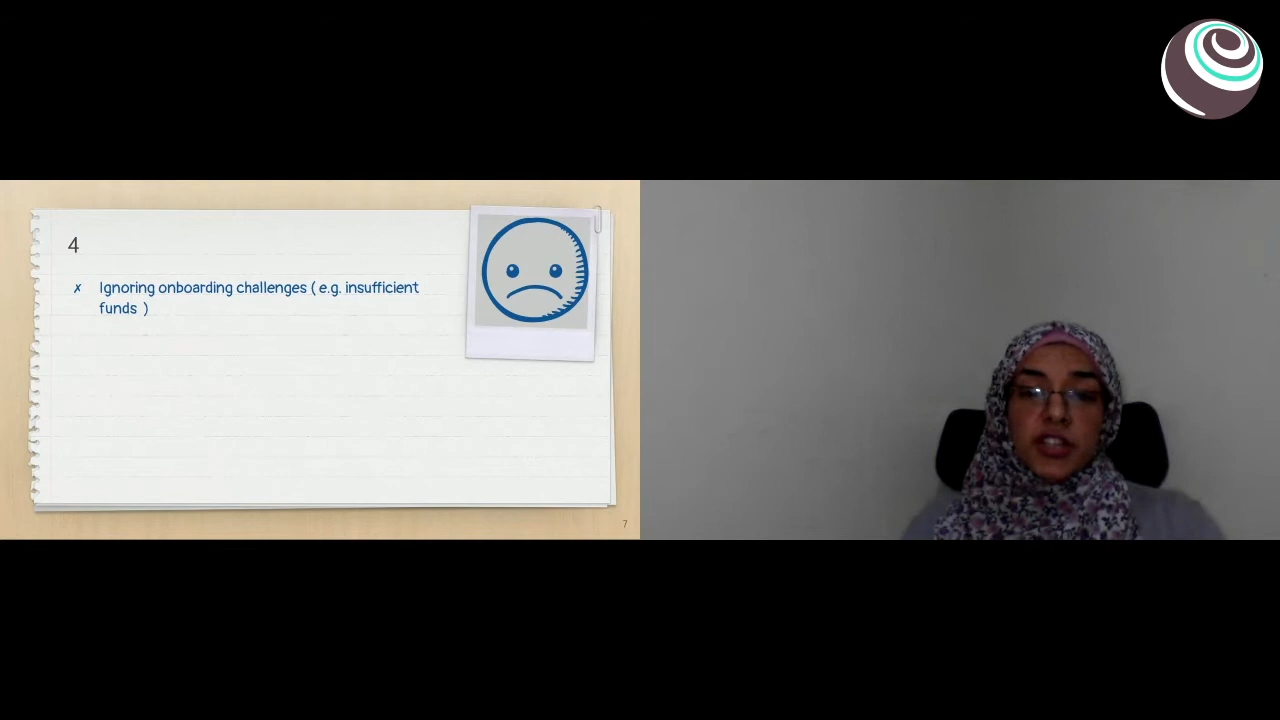 4
✗ Ignoring onboarding challenges ( e.g. insufficient
funds )
7